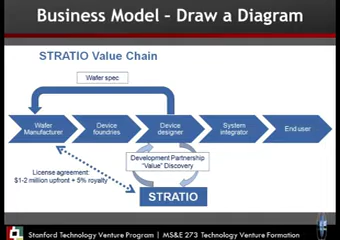 Business Model – Draw a Diagram
STRATIO Value Chain
Wafer spec
Wafer
Manufacturer
Device
foundries
Device
designer
System
integrator
End user
License agreement:
$1-2 million upfront + 5% royalty
Development Partnership
"Value" Discovery
STRATIO
Stanford Technology Venture Program | MS&E 273 Technology Venture Formation